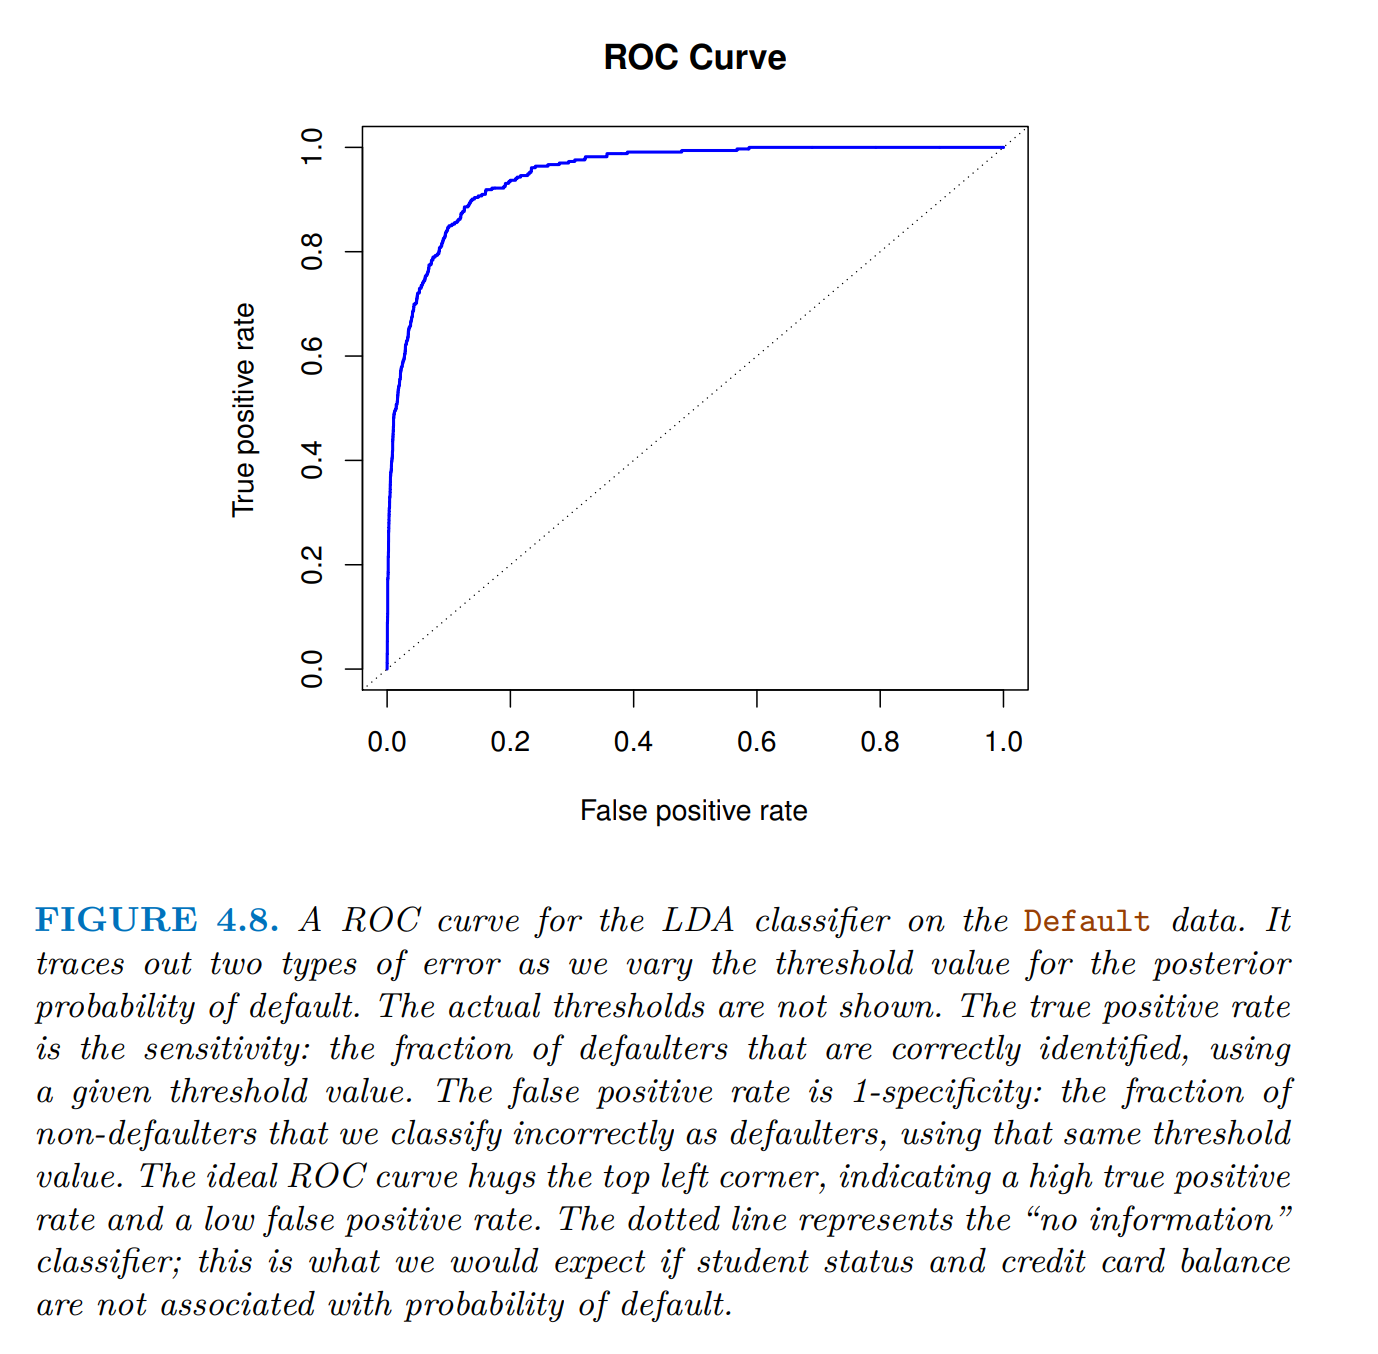 ROC Curve
1.0
0.8
0.6
0.4
0.2
0.0
True positive rate
0.0 0.2 0.4 0.6 0.8 1.0
False positive rate
FIGURE 4.8. A ROC curve for the LDA classifier on the Default data. It
traces out two types of error as we vary the threshold value for the posterior
probability of default. The actual thresholds are not shown. The true positive rate
is the sensitivity: the fraction of defaulters that are correctly identified, using
a given threshold value. The false positive rate is 1-specificity: the fraction of
non-defaulters that we classify incorrectly as defaulters, using that same threshold
value. The ideal ROC curve hugs the top left corner, indicating a high true positive
rate and a low false positive rate. The dotted line represents the “no information”
classifier; this is what we would expect if student status and credit card balance
are not associated with probability of default.